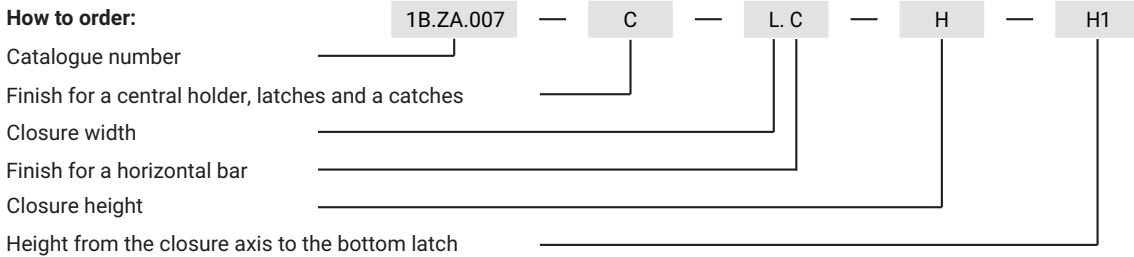 How to order: 1B.ZA.007 — C — L. C — H — H1
Catalogue number
Finish for a central holder, latches and a catches
Closure width
Finish for a horizontal bar
Closure height
Height from the closure axis to the bottom latch